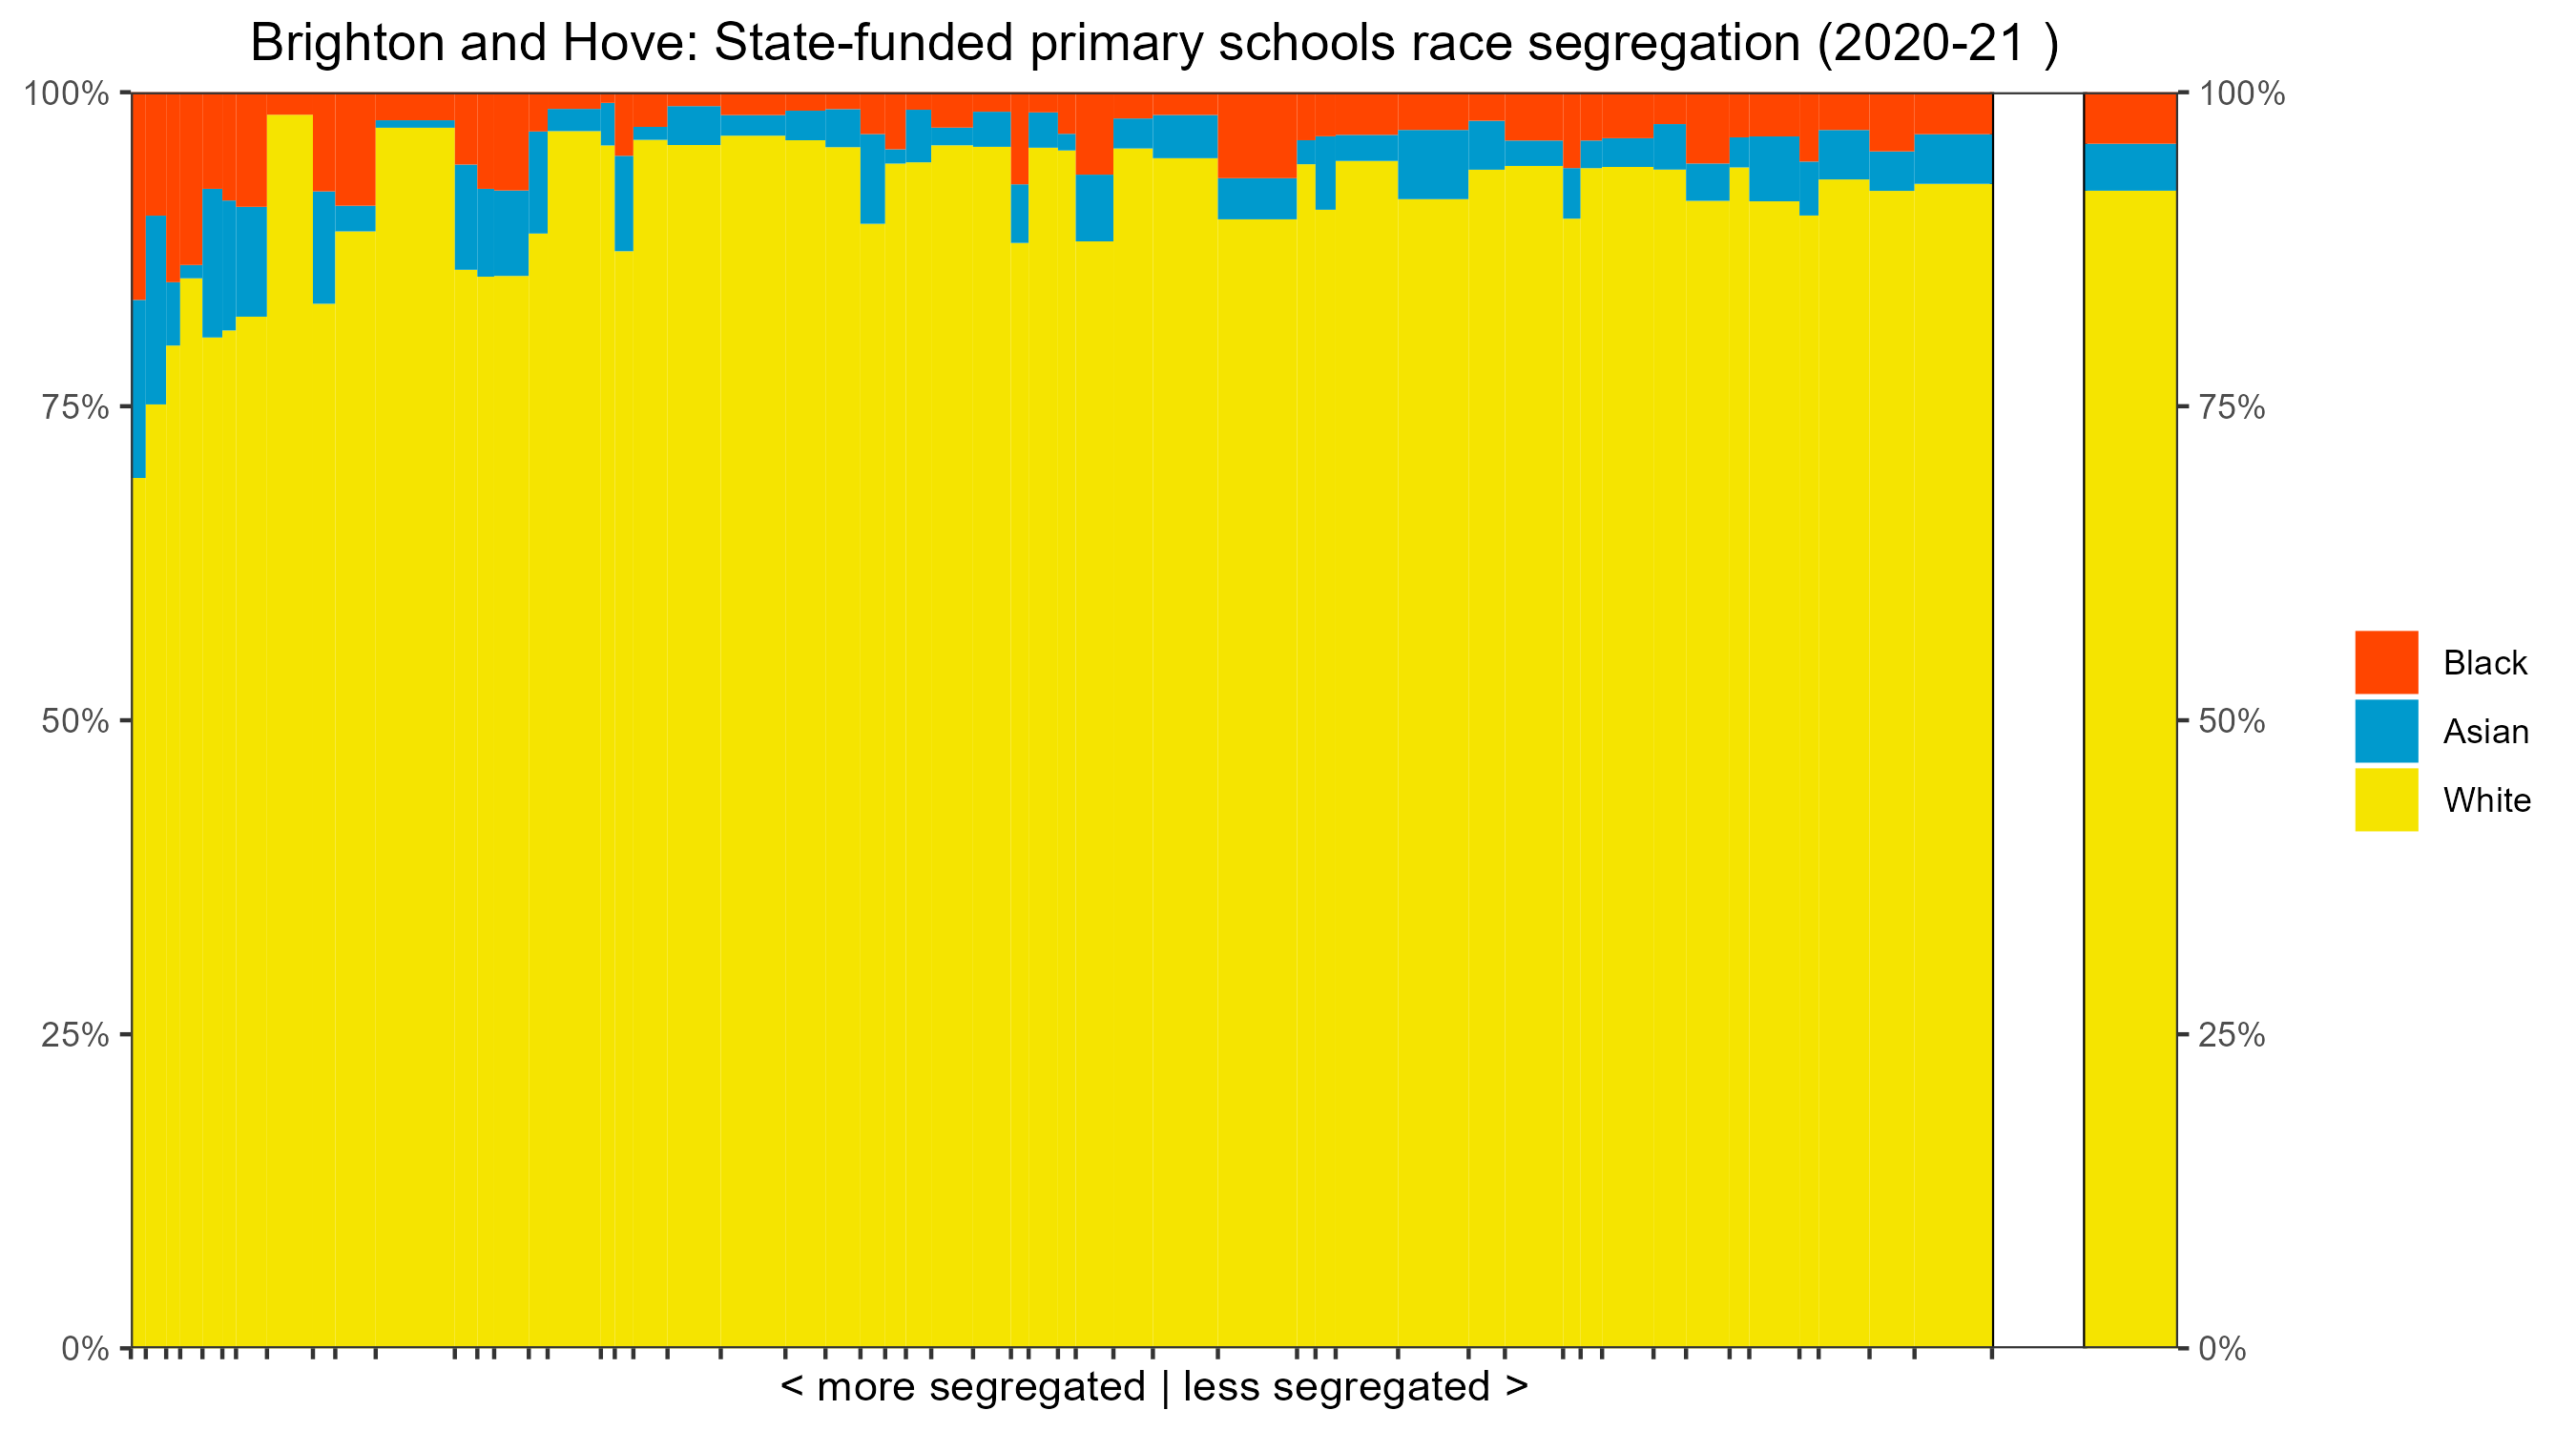 Brighton and Hove: State-funded primary schools race segregation (2020-21 )
100%
100%
75%
75%
50%
50%
25%
25%
0%
0%
Black
Asian
White
< more segregated | less segregated >